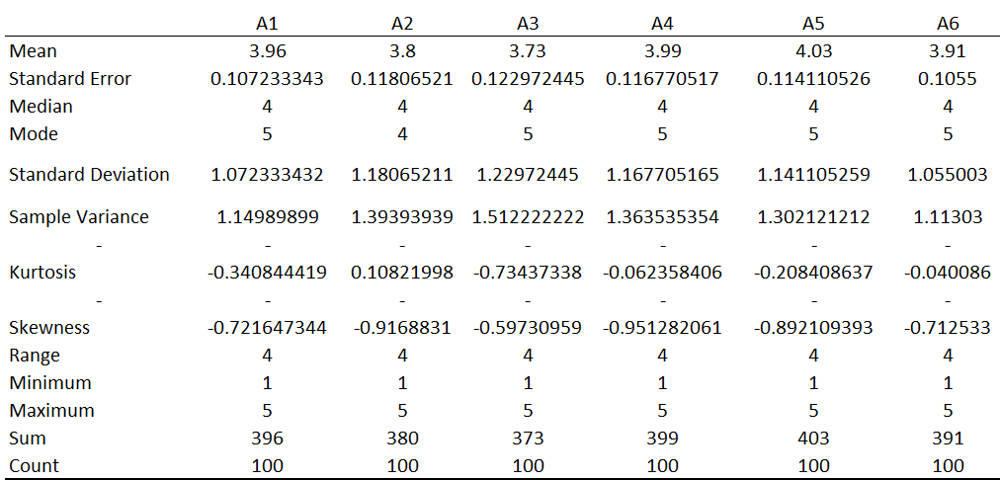 A1 A2 A3 A4 A5 A6
Mean 3.96 3.8 3.73 3.99 4.03 3.91
Standard Error 0.107233343 0.11806521 0.122972445 0.116770517 0.114110526 0.1055
Median 4 4 4 4 4 4
Mode 5 4 5 5 5 5
Standard Deviation 1.072333432 1.18065211 1.22972445 1.167705165 1.141105259 1.055003
Sample Variance 1.14989899 1.39393939 1.512222222 1.363535354 1.302121212 1.11303
- - - - - - -
Kurtosis -0.340844419 0.10821998 -0.73437338 -0.062358406 -0.208408637 -0.040086
- - - - - - -
Skewness -0.721647344 -0.9168831 -0.59730959 -0.951282061 -0.892109393 -0.712533
Range 4 4 4 4 4 4
Minimum 1 1 1 1 1 1
Maximum 5 5 5 5 5 5
Sum 396 380 373 399 403 391
Count 100 100 100 100 100 100